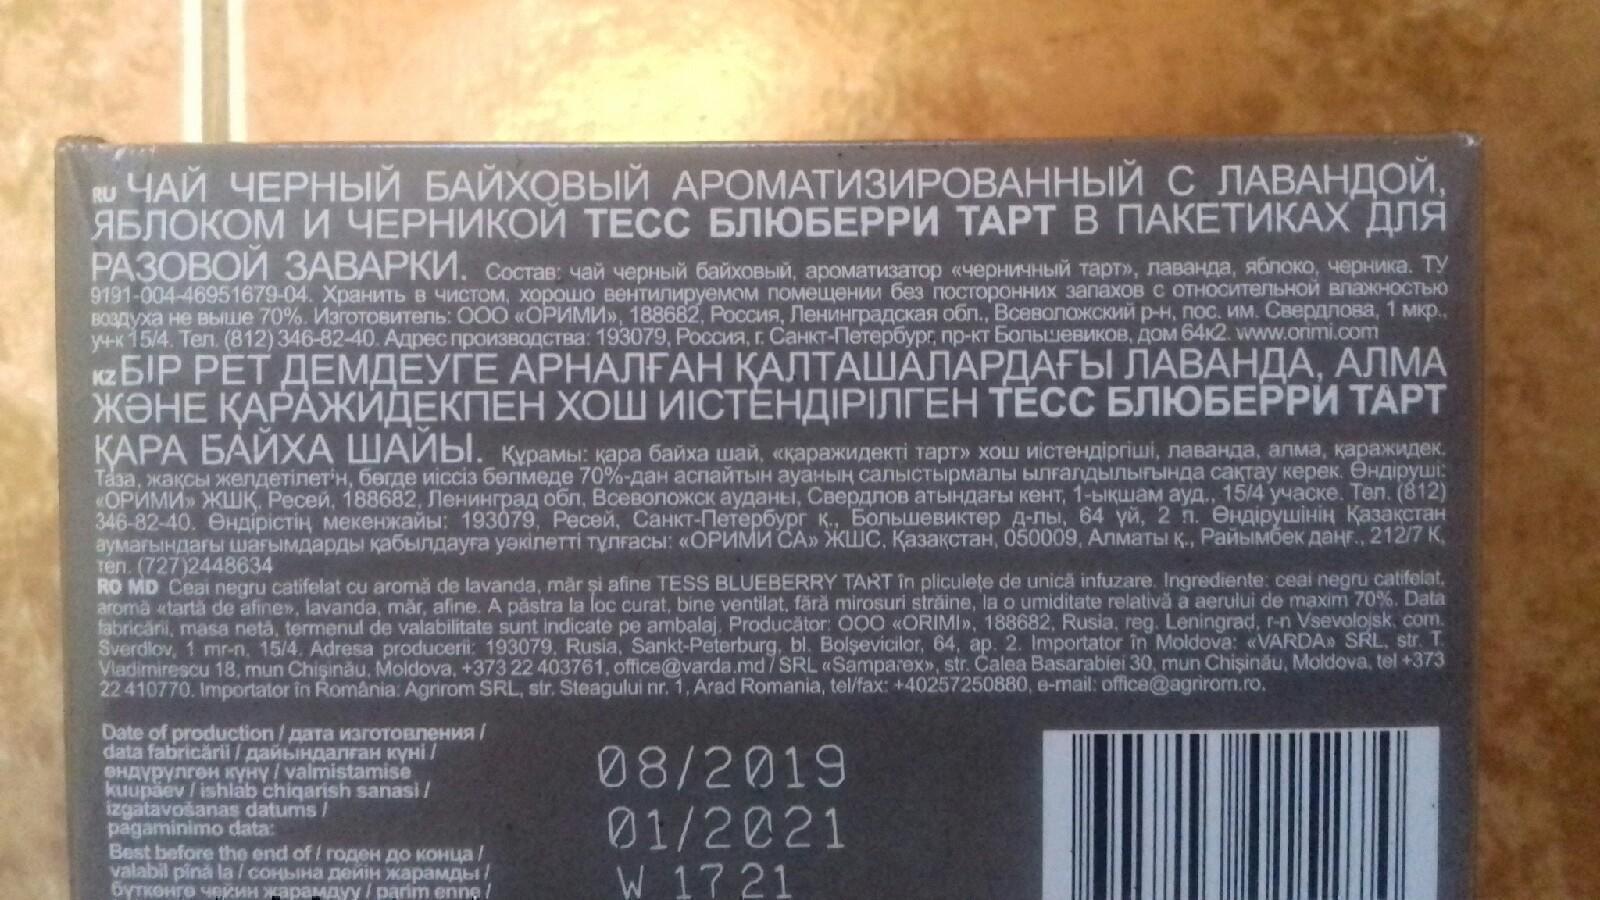 RU ЧАЙ ЧЕРНЫЙ БАЙХОВЫЙ АРОМАТИЗИРОВАННЫЙ С ЛАВАНДОЙ,
ЯБЛОКОМ И ЧЕРНИКОЙ ТЕСС БЛЮБЕРРИ ТАРТ В ПАКЕТИКАХ ДЛЯ
РАЗОВОЙ ЗАВАРКИ. Состав: чай черный байховый, ароматизатор «черничный тарт», лаванда, яблоко, черника. ТУ
9191-004-46951679-04. Хранить в чистом, хорошо вентилируемом помещении без посторонних запахов с относительной влажностью
воздуха не выше 70%. Изготовитель: ООО «ОРИМИ», 188682, Россия, Ленинградская обл., Всеволожский р-н, пос. им. Свердлова, 1 мкр.,
уч-к 15/4. Тел. (812) 346-82-40. Адрес производства: 193079, Россия, г. Санкт-Петербург, пр-кт Большевиков, дом 64к2. www.orimi.com
KZ БІР РЕТ ДЕМДЕУГЕ АРНАЛҒАН ҚАЛТАШАЛАРДАҒЫ ЛАВАНДА, АЛМА
ЖӘНЕ ҚАРАЖИДЕКПЕН ХОШ ИІСТЕНДІРІЛГЕН ТЕСС БЛЮБЕРРИ ТАРТ
ҚАРА БАЙХА ШАЙЫ. Құрамы: қара байха шай, «қаражидекті тарт» хош иістендіргіші, лаванда, алма, қаражидек.
Таза, жақсы желдетілетін, бөгде иіссіз бөлмеде 70%-дан аспайтын ауаның салыстырмалы ылғалдылығында сақтау керек. Өндіруші:
«ОРИМИ» ЖШҚ, Ресей, 188682, Ленинград обл, Всеволожск ауданы, Свердлов атындағы кент, 1-ықшам ауд., 15/4 учаске. Тел. (812)
346-82-40. Өндірістің мекенжайы: 193079, Ресей, Санкт-Петербург қ., Большевиктер д-лы, 64 үй, 2 п. Өндірушінің Қазақстан
аумағындағы шағымдарды қабылдауға уәкілетті тұлғасы: «ОРИМИ СА» ЖШС, Қазақстан, 050009, Алматы қ., Райымбек даңғ., 212/7 К,
тел. (727)2448634
RO MD Ceai negru catifelat cu aromă de lavanda, măr și afine TESS BLUEBERRY TART în pliculețe de unică infuzare. Ingrediente: ceai negru catifelat,
aromă «tartă de afine», lavanda, măr, afine. A păstra la loc curat, bine ventilat, fără mirosuri străine, la o umiditate relativă a aerului de maxim 70%. Data
fabricării, masa netă, termenul de valabilitate sunt indicate pe ambalaj. Producător: OOO «ORIMI», 188682, Rusia, reg. Leningrad, r-n Vsevolojsk, com.
Sverdlov, 1 mr-n, 15/4. Adresa producerii: 193079, Rusia, Sankt-Peterburg, bl. Bolșevicilor, 64, ap. 2. Importator în Moldova: «VARDA» SRL, str. T.
Vladimirescu 18, mun Chișinău, Moldova, +373 22 403761, office@varda.md / SRL «Samparex», str. Calea Basarabiei 30, mun Chișinău, Moldova, tel +373
22 410770. Importator în România: Agrirom SRL, str. Steagului nr. 1, Arad Romania, tel/fax: +40257250880, e-mail: office@agrirom.ro.
Date of production / дата изготовления /
data fabricării / дайындалған күні /
өндүрүлгөн күнү / valmistamise
kuupäev / ishlab chiqarish sanasi /
izgatavošanas datums /
pagaminimo data:
08/2019
01/2021
W 17 21
Best before the end of / годен до конца /
valabil până la / соңына дейін жарамды /
бүткөнгө чейин жарамдуу / parim enne /